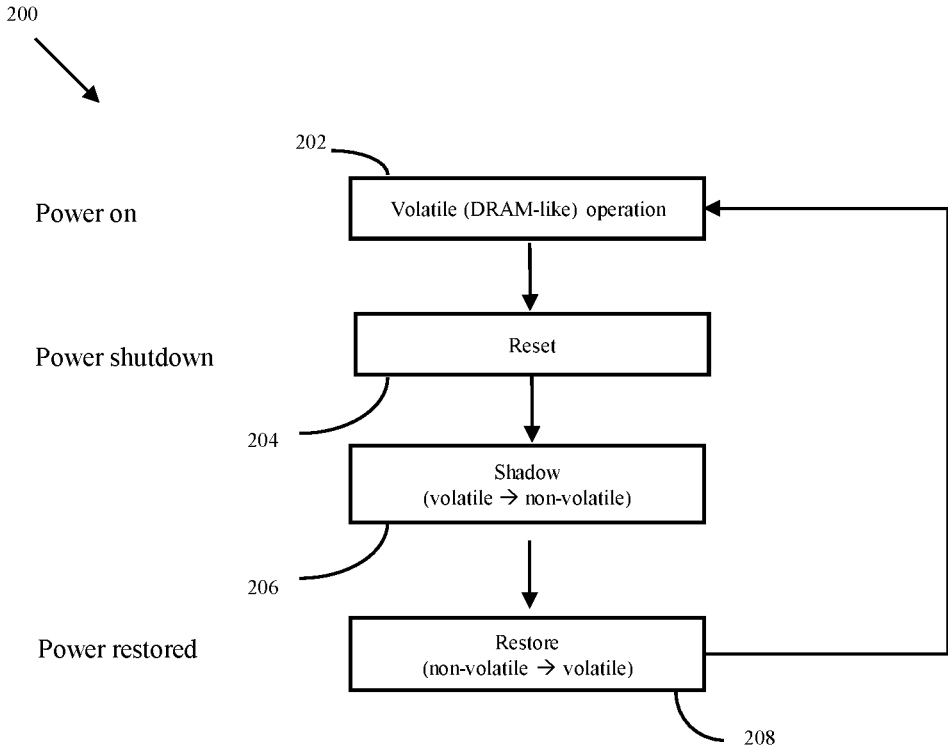 200
202
Power on
Volatile (DRAM-like) operation
Power shutdown
Reset
204
Shadow
(volatile → non-volatile)
206
Power restored
Restore
(non-volatile → volatile)
208